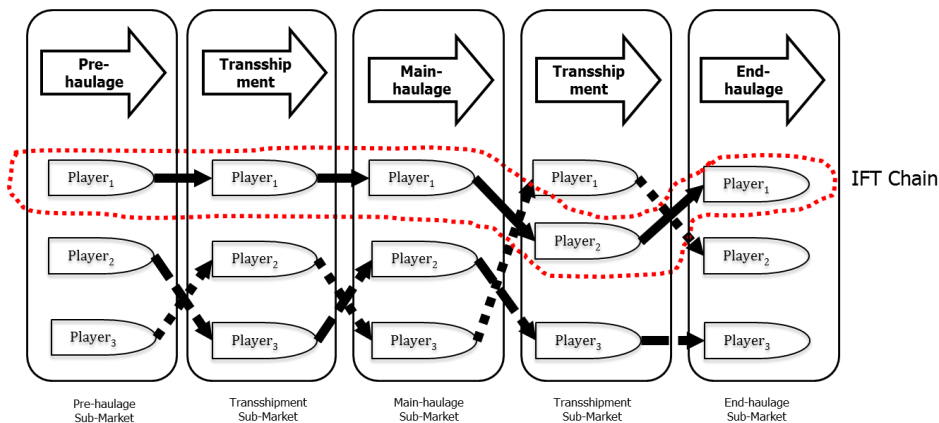 Pre-
haulage
Transship
ment
Main-
haulage
Transship
ment
End-
haulage
Player₁
Player₁
Player₁
Player₁
Player₁
IFT Chain
Player₂
Player₂
Player₂
Player₂
Player₂
Player₃
Player₃
Player₃
Player₃
Player₃
Pre-haulage
Sub-Market
Transshipment
Sub-Market
Main-haulage
Sub-Market
Transshipment
Sub-Market
End-haulage
Sub-Market